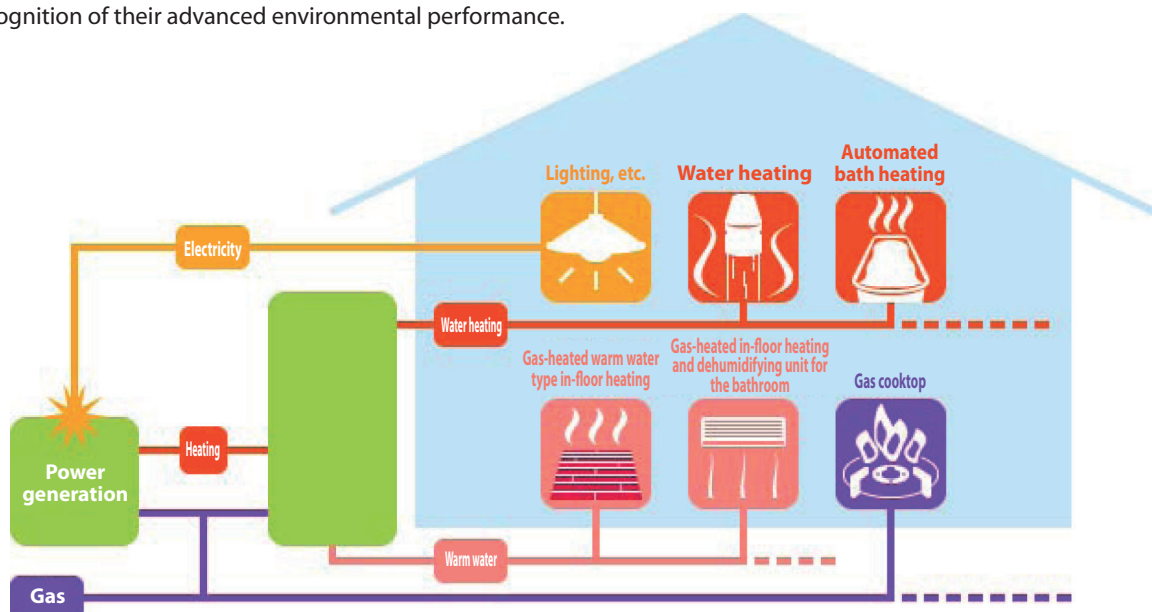 ognition of their advanced environmental performance.
Lighting, etc.
Water heating
Automated
bath heating
Electricity
Water heating
Gas-heated warm water
type in-floor heating
Gas-heated in-floor heating
and dehumidifying unit for
the bathroom
Gas cooktop
Heating
Power
generation
Warm water
Gas